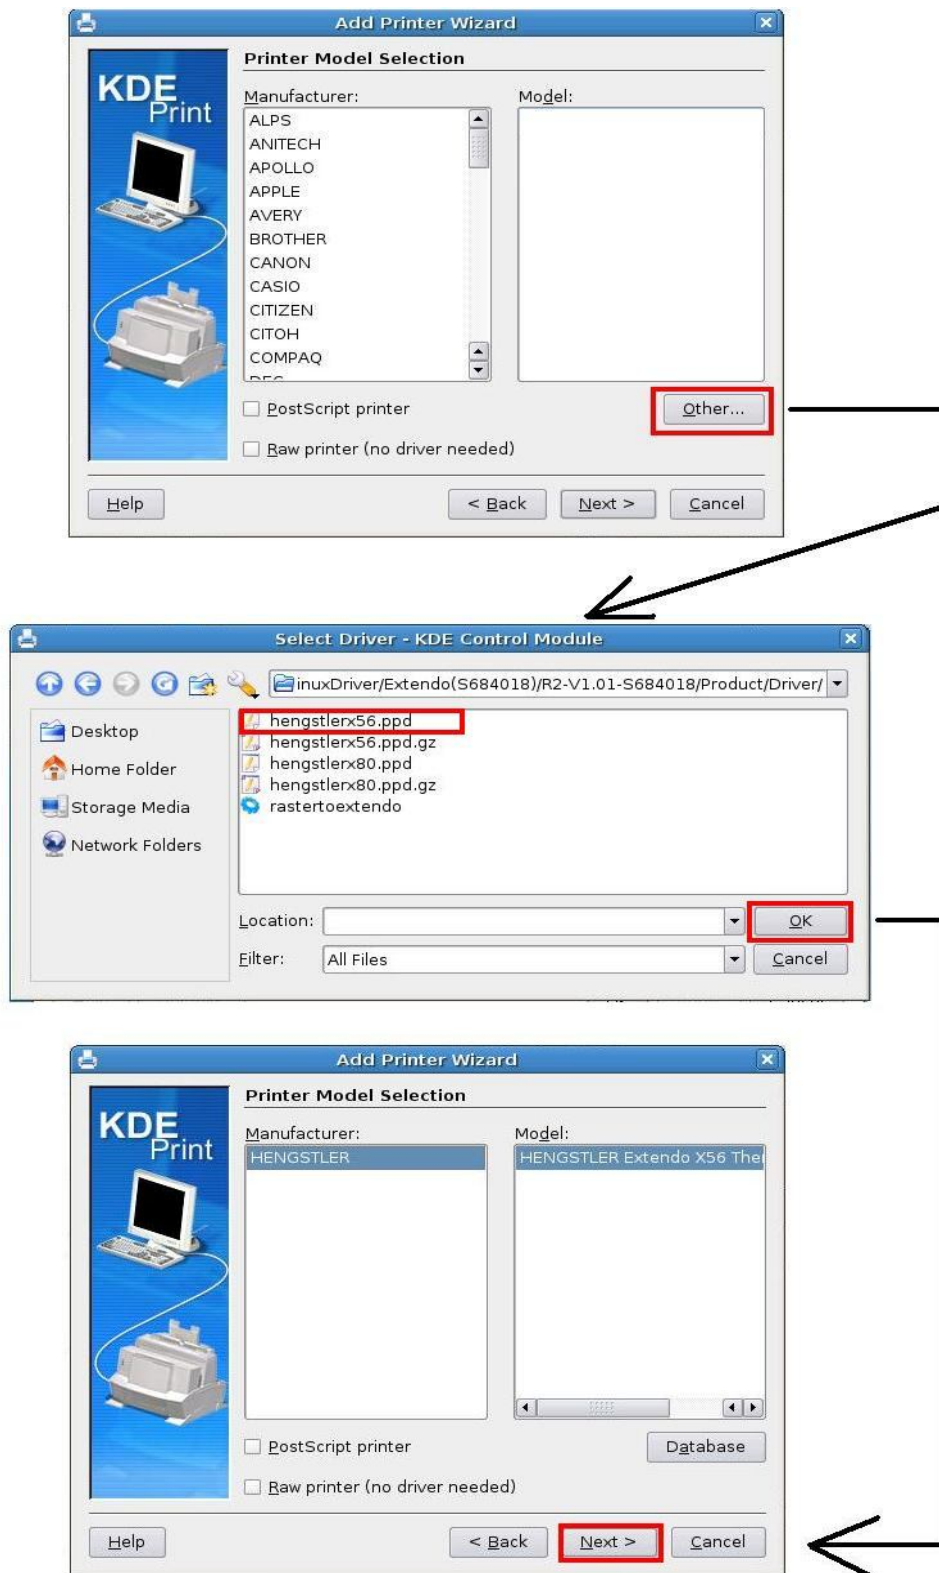 Add Printer Wizard
KDE
Print
Printer Model Selection
Manufacturer:
Model:
ALPS
ANITECH
APOLLO
APPLE
AVERY
BROTHER
CANON
CASIO
CITIZEN
CITOH
COMPAQ
PostScript printer
Other...
Raw printer (no driver needed)
Help
< Back
Next >
Cancel
Select Driver - KDE Control Module
inuxDriver/Extendo(S684018)/R2-V1.01-S684018/Product/Driver/
Desktop
Home Folder
Storage Media
Network Folders
hengstlerx56.ppd
hengstlerx56.ppd.gz
hengstlerx80.ppd
hengstlerx80.ppd.gz
rastertoextendo
Location:
OK
Filter:
All Files
Cancel
Add Printer Wizard
KDE
Print
Printer Model Selection
Manufacturer:
Model:
HENGSTLER
HENGSTLER Extendo X56 Ther
PostScript printer
Database
Raw printer (no driver needed)
Help
< Back
Next >
Cancel